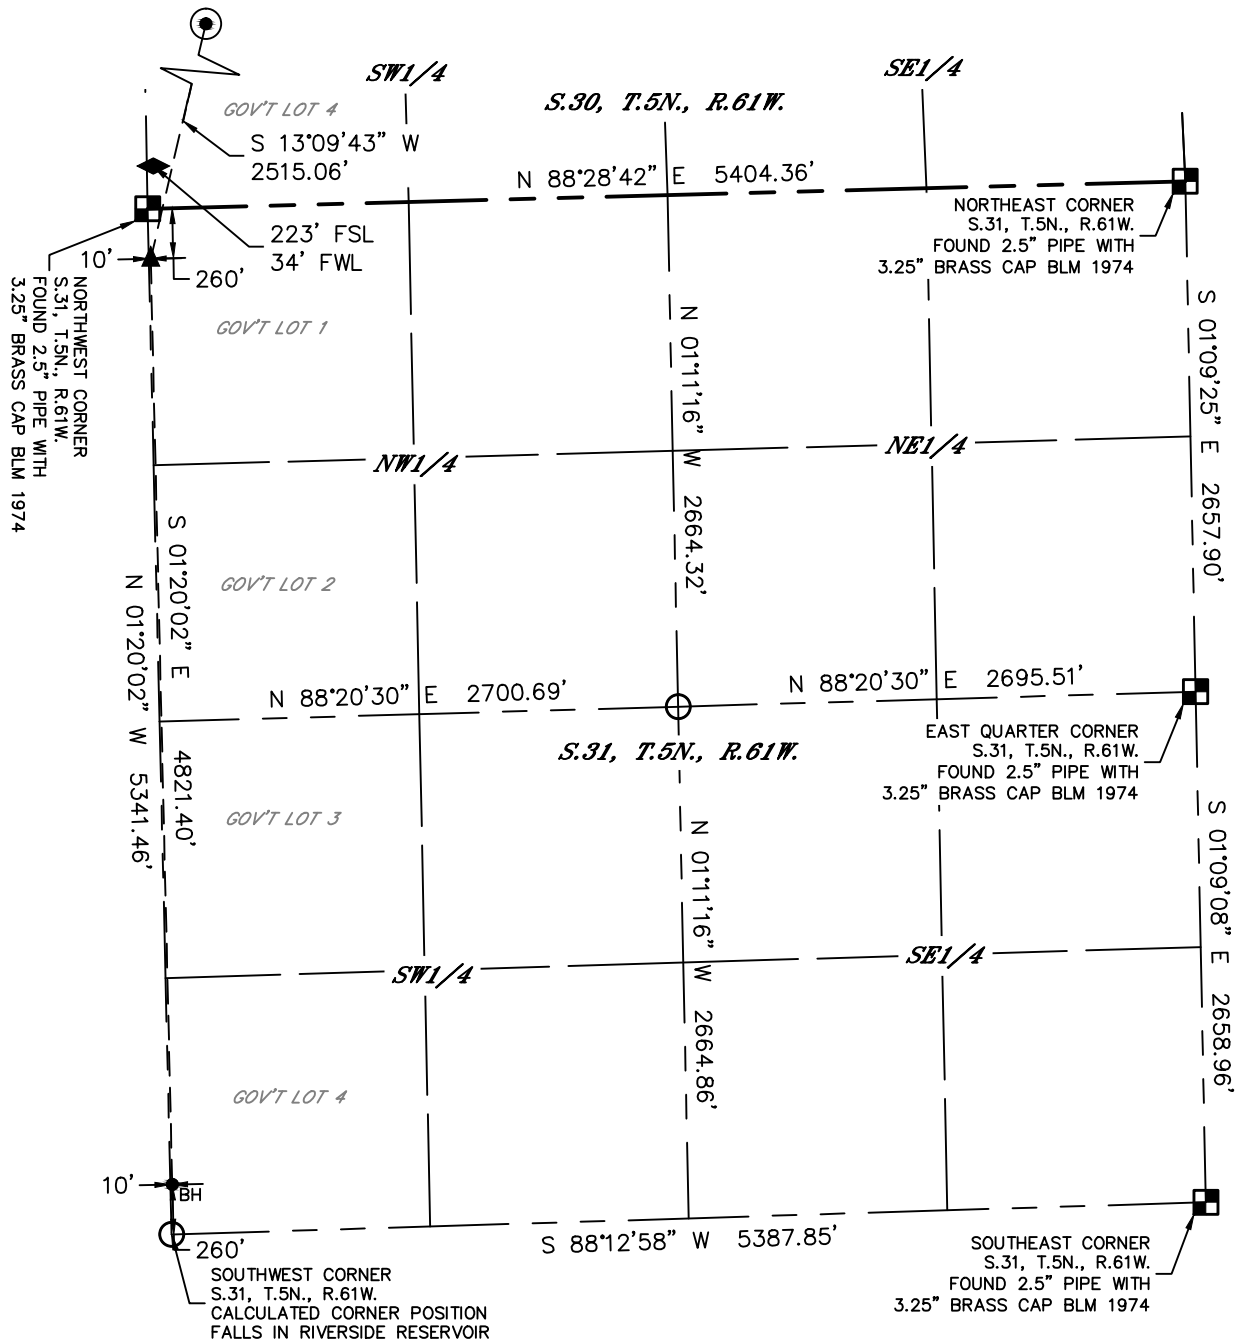 SW1/4
SE1/4
GOV'T LOT 4
S.30, T.5N., R.61W.
S 13°09'43" W
2515.06'
N 88°28'42" E 5404.36'
223' FSL
34' FWL
10'
260'
NORTHWEST CORNER
S.31, T.5N., R.61W.
FOUND 2.5" PIPE WITH
3.25" BRASS CAP BLM 1974
NORTHEAST CORNER
S.31, T.5N., R.61W.
FOUND 2.5" PIPE WITH
3.25" BRASS CAP BLM 1974
GOV'T LOT 1
N 01°11'16" W 2664.32'
S 01°09'25" E 2657.90'
NW1/4
NE1/4
GOV'T LOT 2
S 01°20'02" E 4821.40'
N 01°20'02" W 5341.46'
N 88°20'30" E 2700.69'
N 88°20'30" E 2695.51'
S.31, T.5N., R.61W.
EAST QUARTER CORNER
S.31, T.5N., R.61W.
FOUND 2.5" PIPE WITH
3.25" BRASS CAP BLM 1974
GOV'T LOT 3
N 01°11'16" W 2664.86'
S 01°09'08" E 2658.96'
SW1/4
SE1/4
GOV'T LOT 4
10'
BH
260'
S 88°12'58" W 5387.85'
SOUTHWEST CORNER
S.31, T.5N., R.61W.
CALCULATED CORNER POSITION
FALLS IN RIVERSIDE RESERVOIR
SOUTHEAST CORNER
S.31, T.5N., R.61W.
FOUND 2.5" PIPE WITH
3.25" BRASS CAP BLM 1974